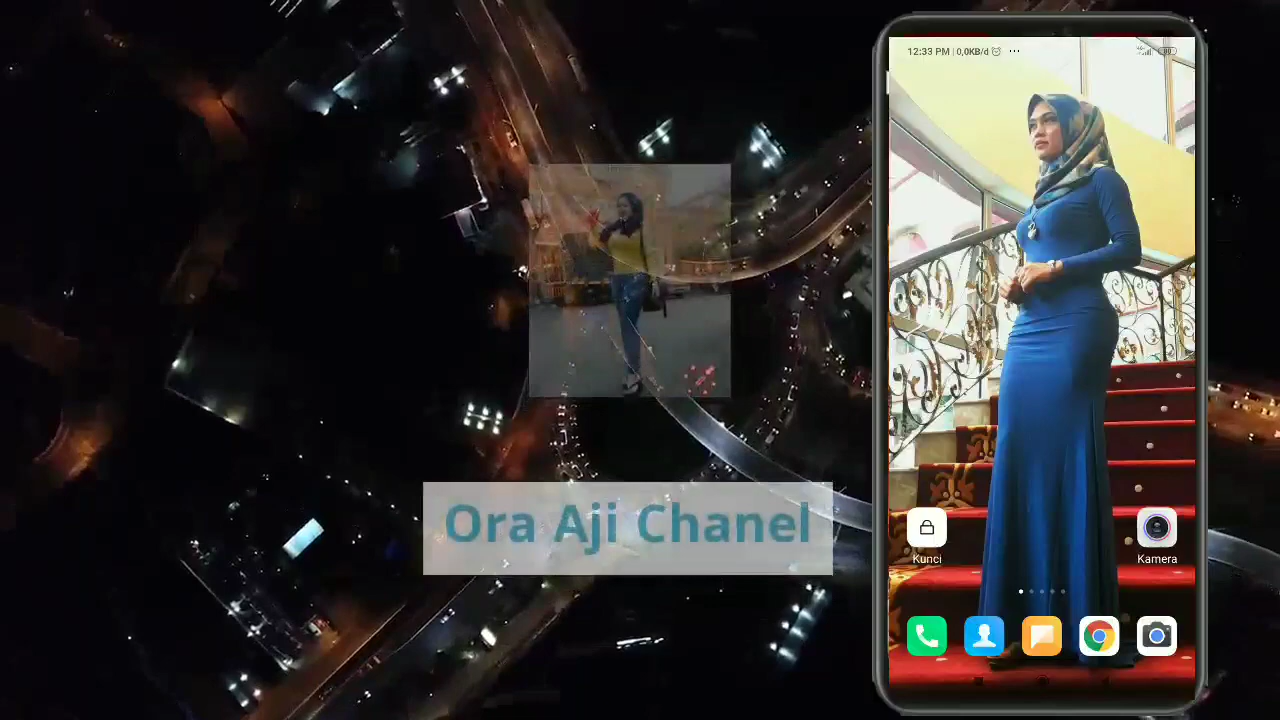 12:33 PM | 0,0KB/d ...
Ora Aji Chanel
Kunci
Kamera